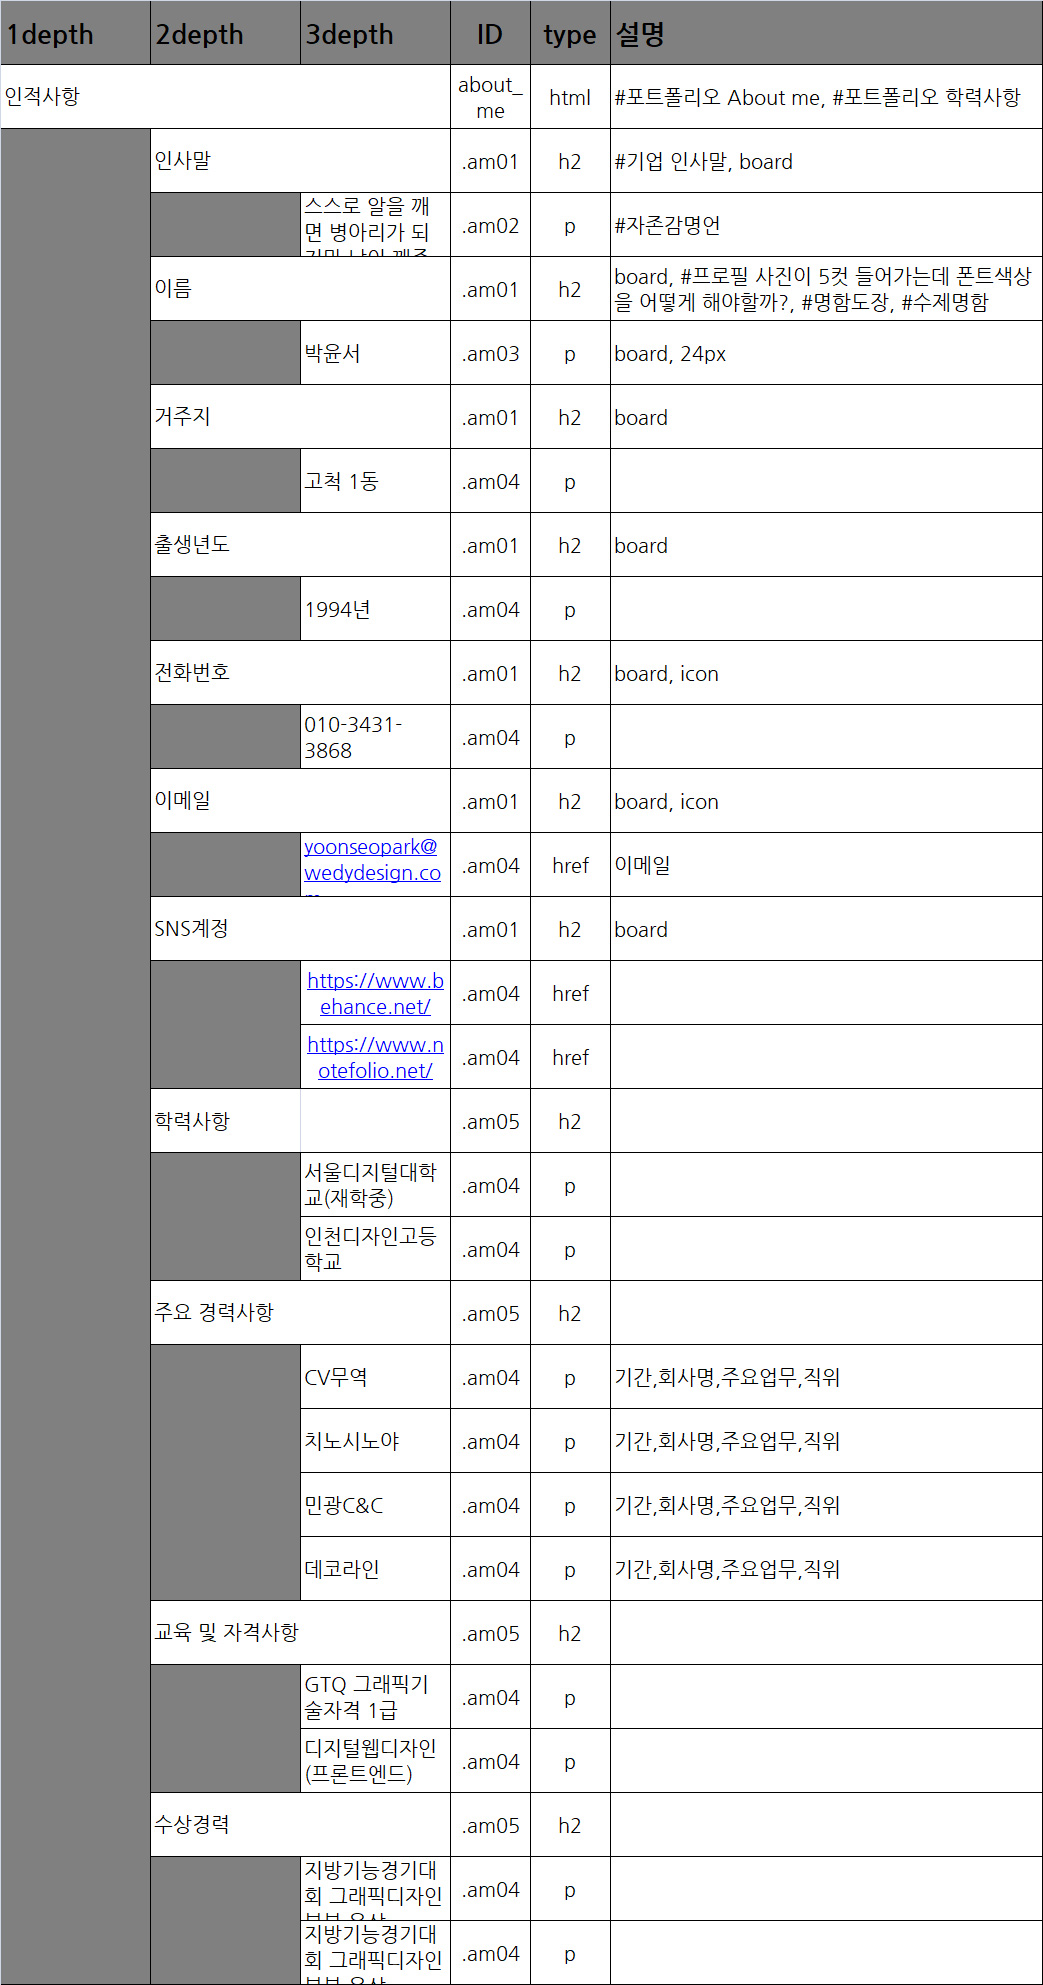 1depth 2depth 3depth ID type 설명
인적사항 about_
me html #포트폴리오 About me, #포트폴리오 학력사항
인사말 .am01 h2 #기업 인사말, board
스스로 알을 깨
면 병아리가 되 .am02 p #자존감명언
이름 .am01 h2 board, #프로필 사진이 5컷 들어가는데 폰트색상
을 어떻게 해야할까?, #명함도장, #수제명함
박윤서 .am03 p board, 24px
거주지 .am01 h2 board
고척 1동 .am04 p
출생년도 .am01 h2 board
1994년 .am04 p
전화번호 .am01 h2 board, icon
010-3431-
3868 .am04 p
이메일 .am01 h2 board, icon
yoonseopark@
wedydesign.co .am04 href 이메일
SNS계정 .am01 h2 board
https://www.b
ehance.net/ .am04 href
https://www.n
otefolio.net/ .am04 href
학력사항 .am05 h2
서울디지털대학
교(재학중) .am04 p
인천디자인고등
학교 .am04 p
주요 경력사항 .am05 h2
CV무역 .am04 p 기간,회사명,주요업무,직위
치노시노야 .am04 p 기간,회사명,주요업무,직위
민광C&C .am04 p 기간,회사명,주요업무,직위
데코라인 .am04 p 기간,회사명,주요업무,직위
교육 및 자격사항 .am05 h2
GTQ 그래픽기
술자격 1급 .am04 p
디지털웹디자인
(프론트엔드) .am04 p
수상경력 .am05 h2
지방기능경기대
회 그래픽디자인 .am04 p
지방기능경기대
회 그래픽디자인 .am04 p